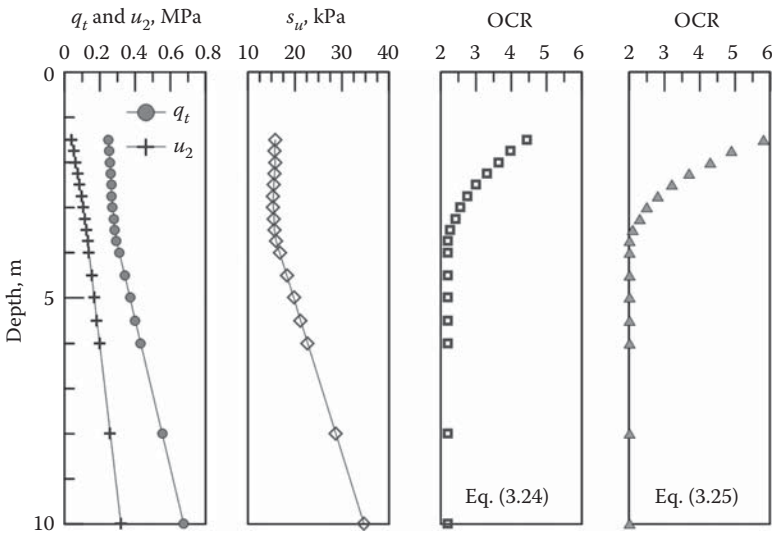 q_t and u_2, MPa
0 0.2 0.4 0.6 0.8
s_u, kPa
10 20 30 40
OCR
2 3 4 5 6
OCR
2 3 4 5 6
0
5
10
Depth, m
q_t
u_2
Eq. (3.24)
Eq. (3.25)